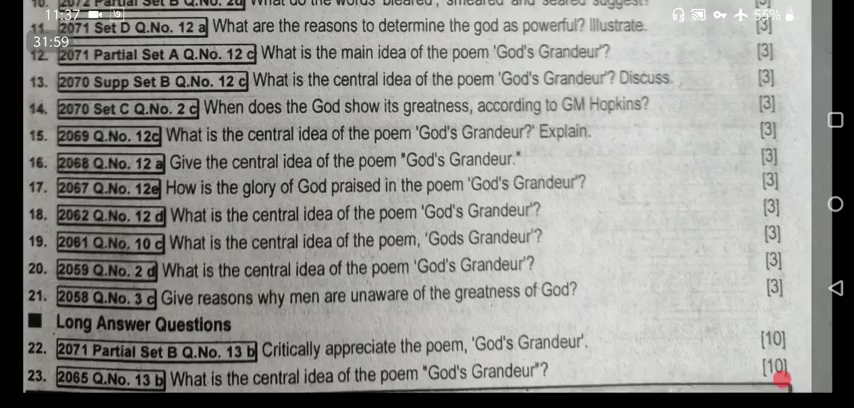 10. 2072 Partial Set B Q.No. 2d What do the words 'bleared', 'smeared' and 'seared' suggest? [3]
11:37 55%
11. 2071 Set D Q.No. 12 a What are the reasons to determine the god as powerful? Illustrate. [3]
31:59
12. 2071 Partial Set A Q.No. 12 c What is the main idea of the poem 'God's Grandeur'? [3]
13. 2070 Supp Set B Q.No. 12 c What is the central idea of the poem 'God's Grandeur'? Discuss. [3]
14. 2070 Set C Q.No. 2 c When does the God show its greatness, according to GM Hopkins? [3]
15. 2069 Q.No. 12c What is the central idea of the poem 'God's Grandeur?' Explain. [3]
16. 2068 Q.No. 12 a Give the central idea of the poem "God's Grandeur." [3]
17. 2067 Q.No. 12e How is the glory of God praised in the poem 'God's Grandeur'? [3]
18. 2062 Q.No. 12 d What is the central idea of the poem 'God's Grandeur'? [3]
19. 2061 Q.No. 10 c What is the central idea of the poem, 'Gods Grandeur'? [3]
20. 2059 Q.No. 2 d What is the central idea of the poem 'God's Grandeur'? [3]
21. 2058 Q.No. 3 c Give reasons why men are unaware of the greatness of God? [3]
■ Long Answer Questions
22. 2071 Partial Set B Q.No. 13 b Critically appreciate the poem, 'God's Grandeur'. [10]
23. 2065 Q.No. 13 b What is the central idea of the poem "God's Grandeur"? [10]